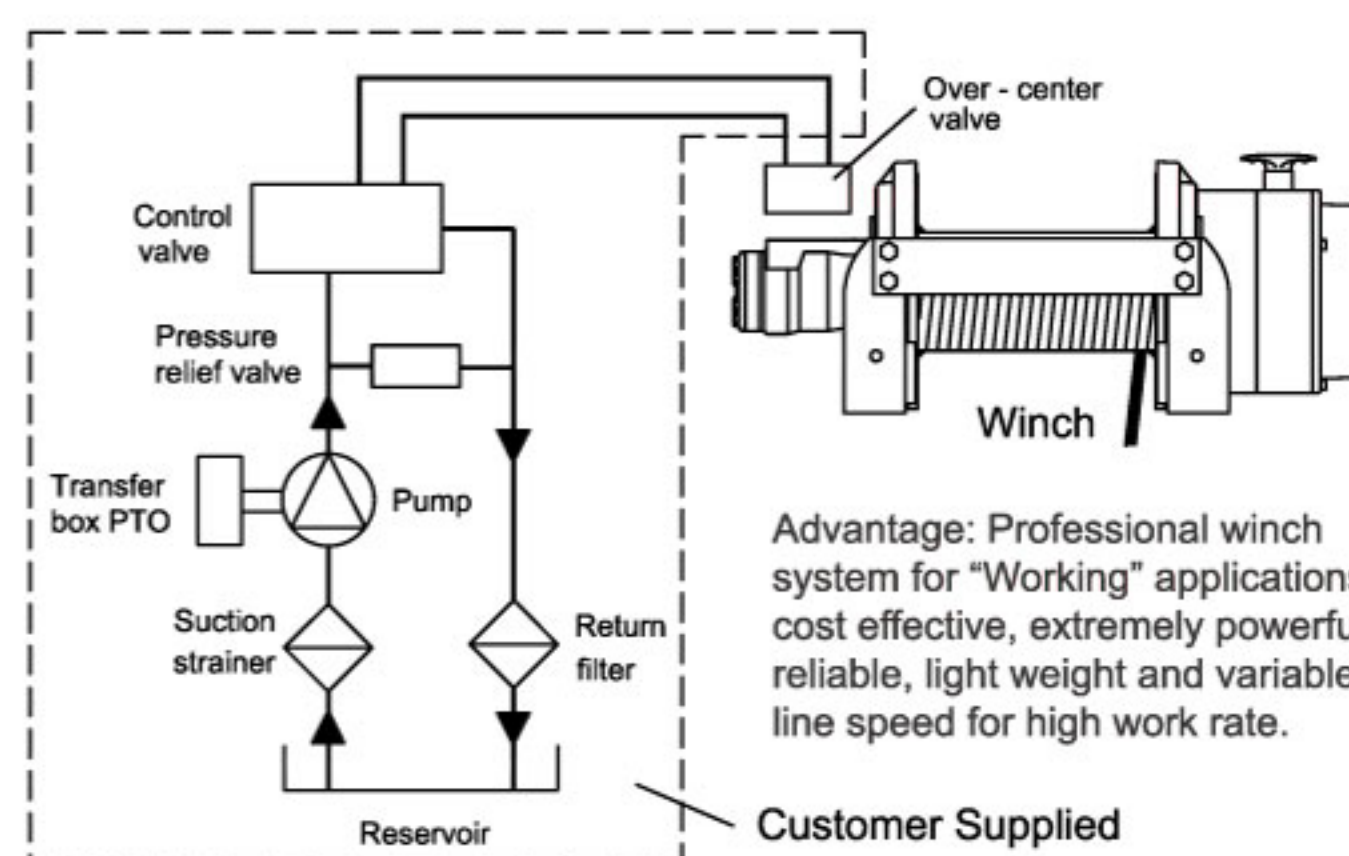 Over - center
valve
Control
valve
Pressure
relief valve
Transfer
box PTO
Pump
Winch
Suction
strainer
Return
filter
Reservoir
Advantage: Professional winch
system for “Working” applications
cost effective, extremely powerfu
reliable, light weight and variable
line speed for high work rate.
Customer Supplied